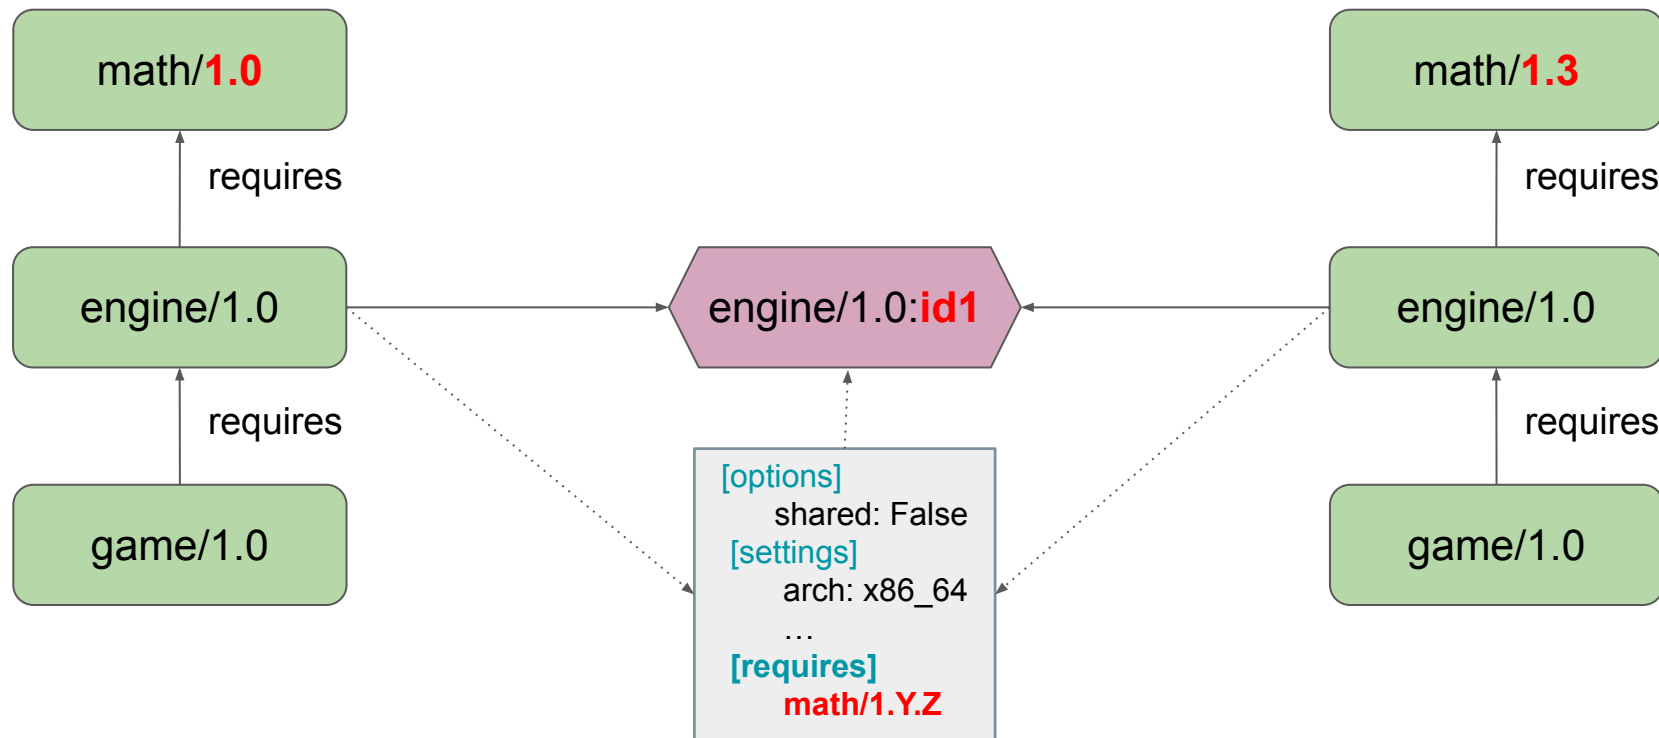 math/1.0
requires
engine/1.0
requires
game/1.0
engine/1.0:id1
[options]
shared: False
[settings]
arch: x86_64
…
[requires]
math/1.Y.Z
math/1.3
requires
engine/1.0
requires
game/1.0